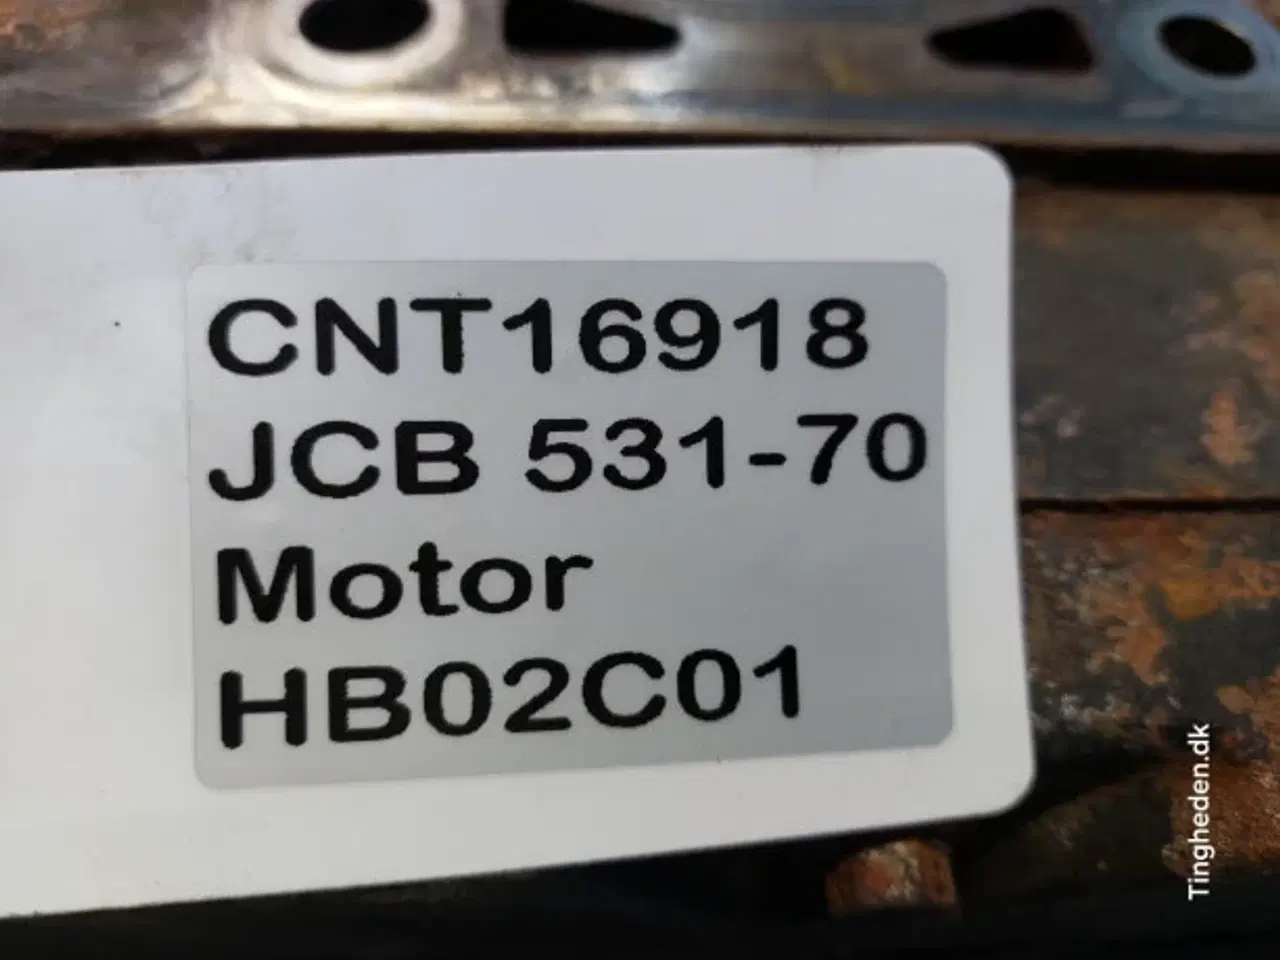 CNT16918
JCB 531-70
Motor
HB02C01
Tingheden.dk